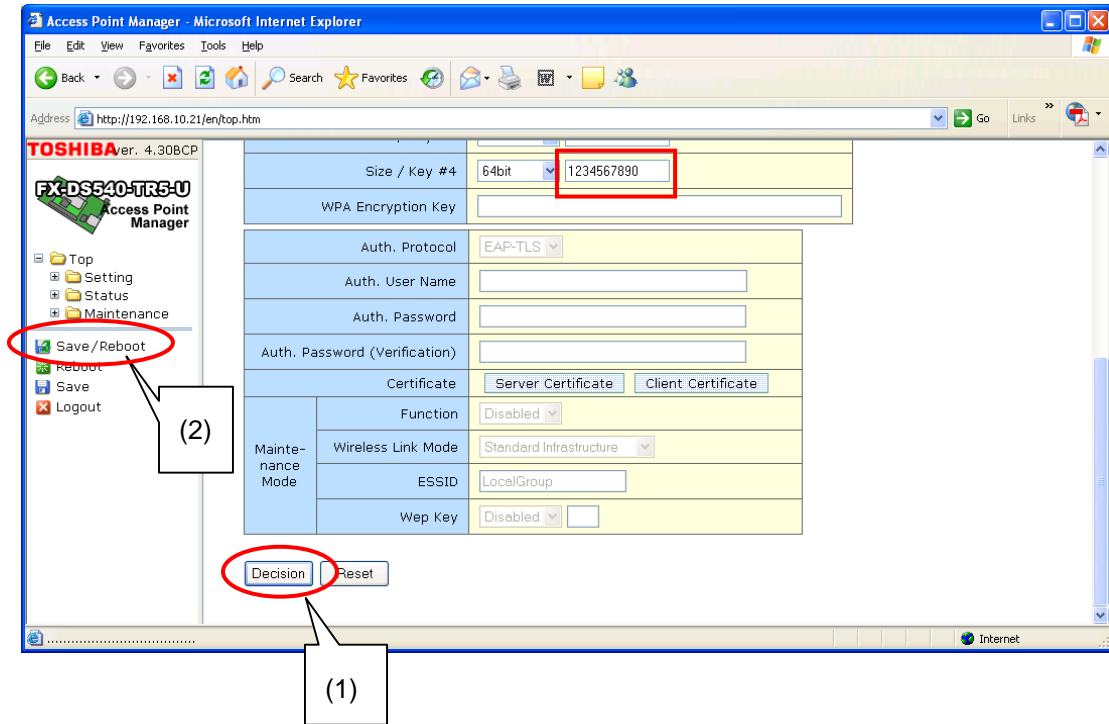 Access Point Manager - Microsoft Internet Explorer
File Edit View Favorites Tools Help
Back Search Favorites
Address http://192.168.10.21/en/top.htm Go Links »
TOSHIBA ver. 4.30BCP
FX-DS540-TR5-U
Access Point
Manager
Top
Setting
Status
Maintenance
Save/Reboot
Reboot
Save
Logout
(2)
Size / Key #4 64bit 1234567890
WPA Encryption Key
Auth. Protocol EAP-TLS
Auth. User Name
Auth. Password
Auth. Password (Verification)
Certificate Server Certificate Client Certificate
Mainte-
nance
Mode
Function Disabled
Wireless Link Mode Standard Infrastructure
ESSID LocalGroup
Wep Key Disabled
Decision Reset
(1)
.....................................
Internet